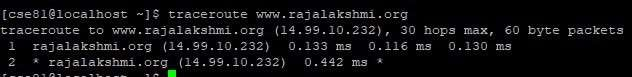 [cse81@localhost ~]$ traceroute www.rajalakshmi.org
traceroute to www.rajalakshmi.org (14.99.10.232), 30 hops max, 60 byte packets
1 rajalakshmi.org (14.99.10.232) 0.133 ms 0.116 ms 0.130 ms
2 * rajalakshmi.org (14.99.10.232) 0.442 ms *
[cse81@localhost ~]$